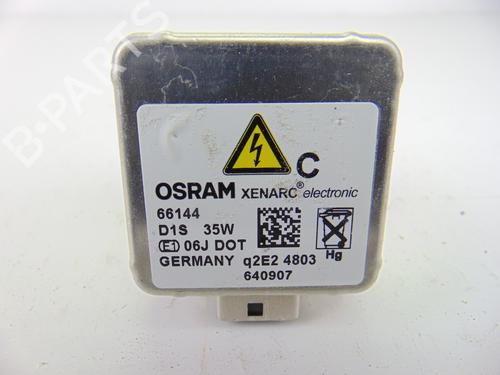 B-PARTS
C
OSRAM XENARC® electronic
66144
D1S 35W
E1 06J DOT
GERMANY q2E2 4803
640907
Hg